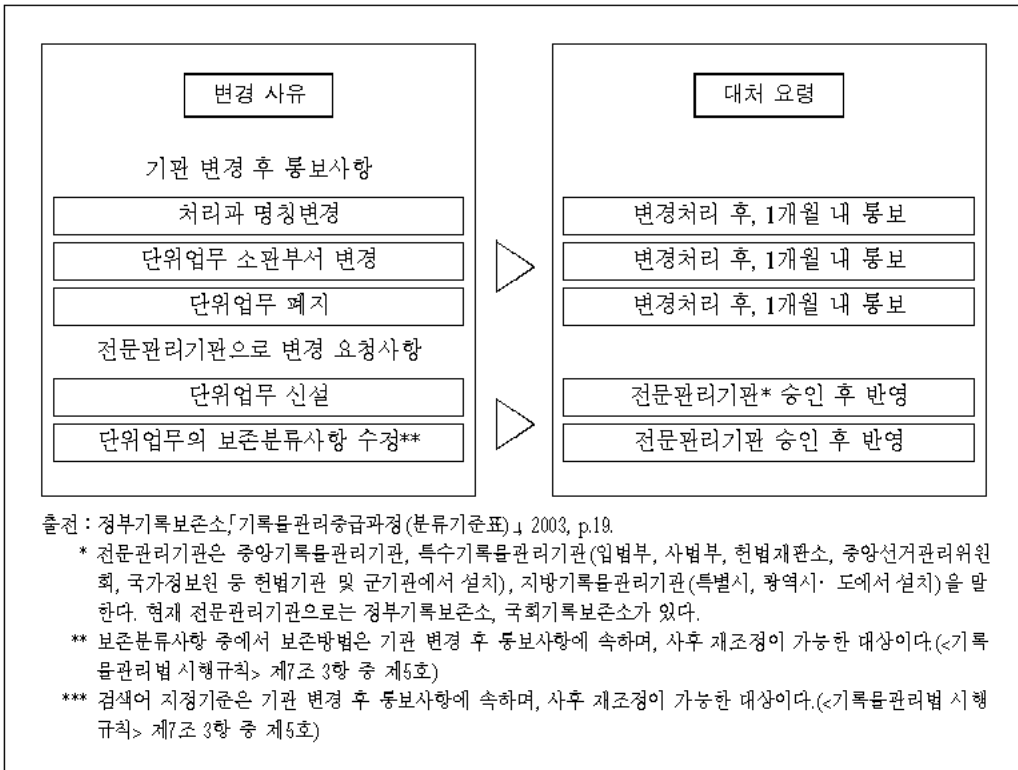 변경 사유
대처 요령
기관 변경 후 통보사항
처리과 명칭변경
변경처리 후, 1개월 내 통보
단위업무 소관부서 변경
변경처리 후, 1개월 내 통보
단위업무 폐지
변경처리 후, 1개월 내 통보
전문관리기관으로 변경 요청사항
단위업무 신설
전문관리기관* 승인 후 반영
단위업무의 보존분류사항 수정**
전문관리기관 승인 후 반영
출전 : 정부기록보존소,「기록물관리중급과정(분류기준표)」, 2003, p.19.
* 전문관리기관은 중앙기록물관리기관, 특수기록물관리기관(입법부, 사법부, 헌법재판소, 중앙선거관리위원
회, 국가정보원 등 헌법기관 및 군기관에서 설치), 지방기록물관리기관(특별시, 광역시· 도에서 설치)을 말
한다. 현재 전문관리기관으로는 정부기록보존소, 국회기록보존소가 있다.
** 보존분류사항 중에서 보존방법은 기관 변경 후 통보사항에 속하며, 사후 재조정이 가능한 대상이다.(<기록
물관리법 시행규칙> 제7조 3항 중 제5호)
*** 검색어 지정기준은 기관 변경 후 통보사항에 속하며, 사후 재조정이 가능한 대상이다.(<기록물관리법 시행
규칙> 제7조 3항 중 제5호)